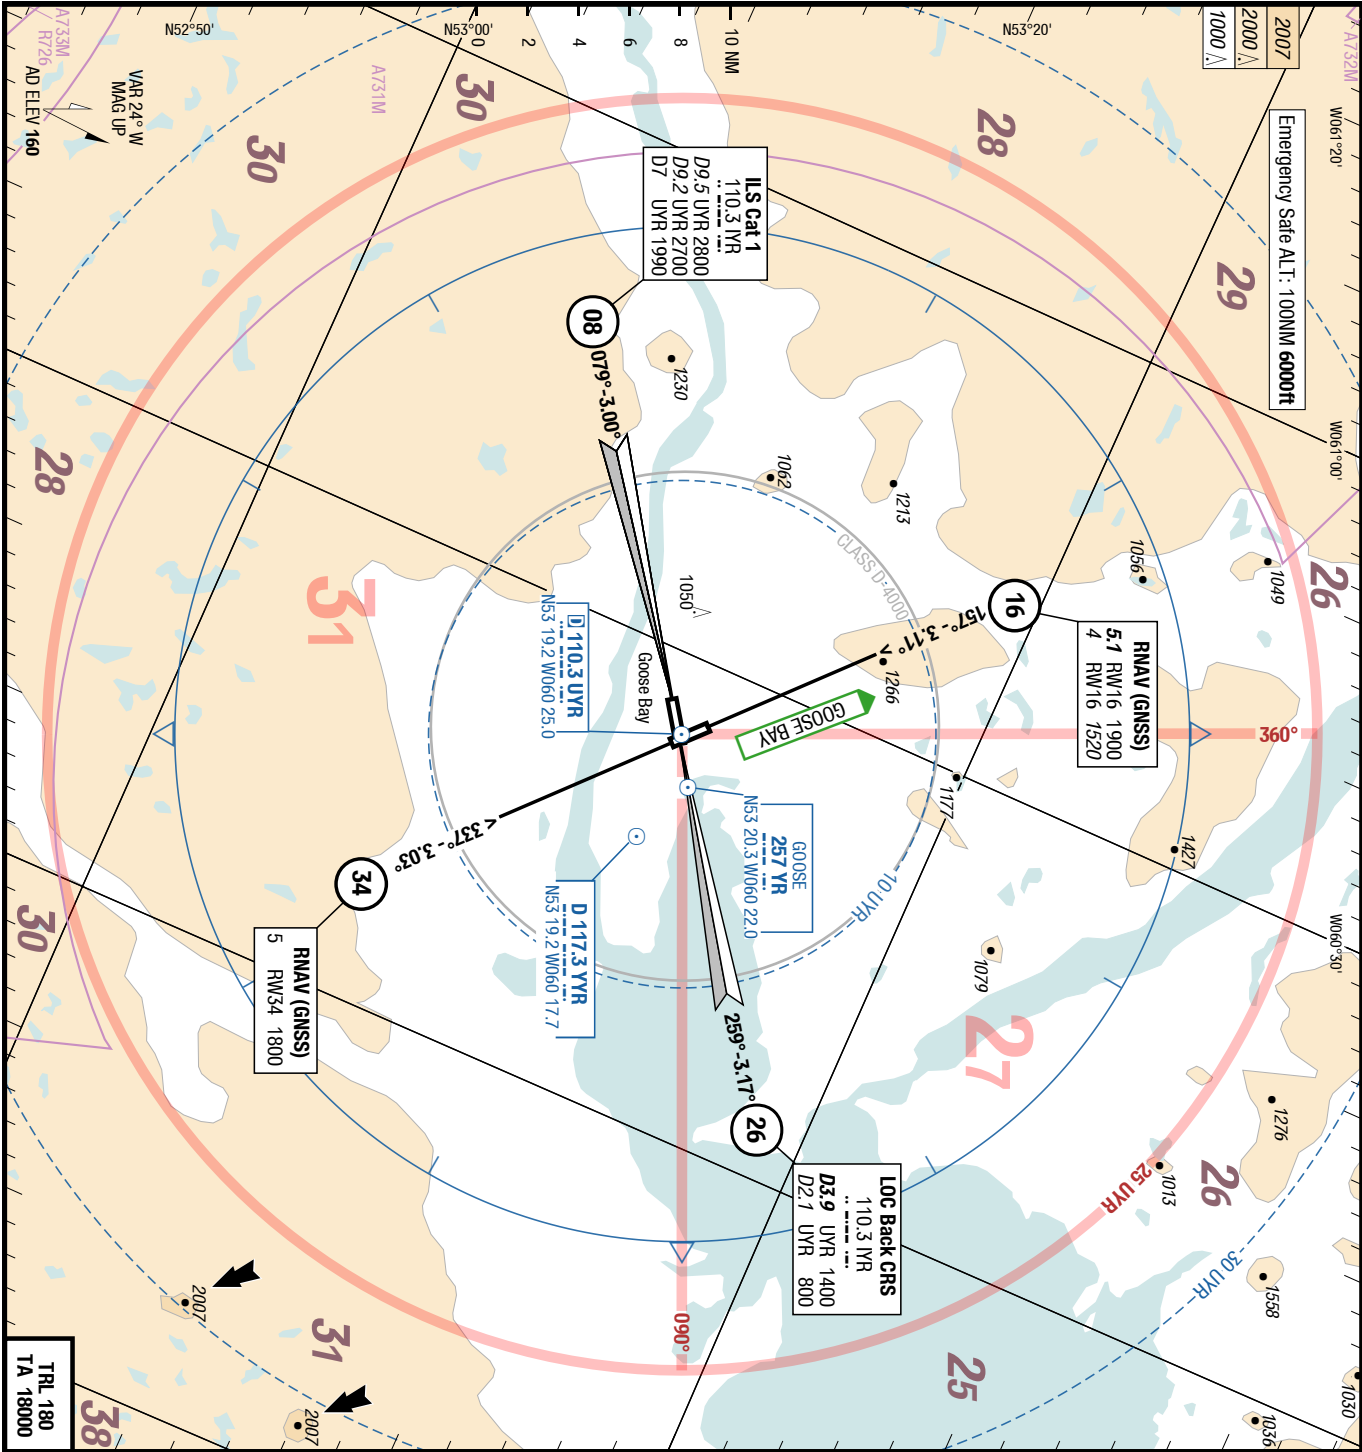 2007
2000
1000
Emergency Safe ALT: 100NM 6000ft
A732M
A733M
R726
A731M
VAR 24° W
MAG UP
AD ELEV 160
N52°50'
N53°00'
N53°20'
W061°20'
W061°00'
W060°30'
0
2
4
6
8
10 NM
30
30
28
29
28
26
31
30
27
26
25
31
38
ILS Cat 1
110.3 IYR
D9.5 UYR 2800
D9.2 UYR 2700
D7 UYR 1990
08
079°-3.00°
1230
1062
1213
1056
1049
CLASS D:4000
1050
16
157°-3.11°
RNAV (GNSS)
5.1 RW16 1900
4 RW16 1520
1266
GOOSE BAY
Goose Bay
D 110.3 UYR
N53 19.2 W060 25.0
360°
1177
1427
GOOSE
257 YR
N53 20.3 W060 22.0
10 UYR
D 117.3 YYR
N53 19.2 W060 17.7
337°-3.03°
34
RNAV (GNSS)
5 RW34 1800
1079
259°-3.17°
26
LOC Back CRS
110.3 IYR
D3.9 UYR 1400
D2.1 UYR 800
1276
1013
25 UYR
30 UYR
1558
090°
2007
2007
1030
1036
TRL 180
TA 18000